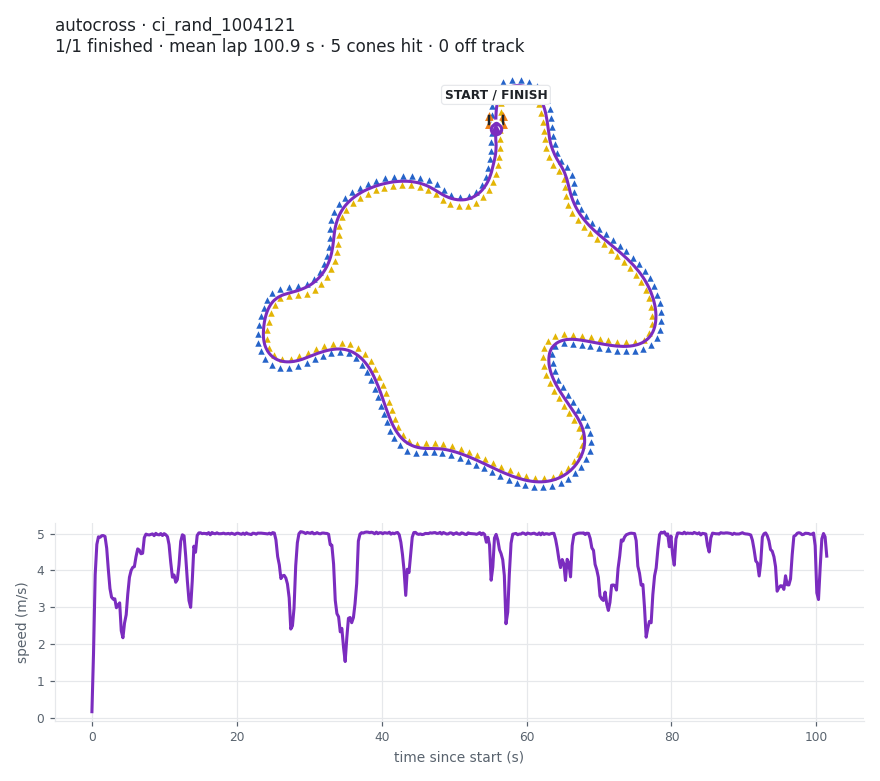 autocross · ci_rand_1004121
1/1 finished · mean lap 100.9 s · 5 cones hit · 0 off track
START / FINISH
5
4
3
2
1
0
speed (m/s)
0 20 40 60 80 100
time since start (s)